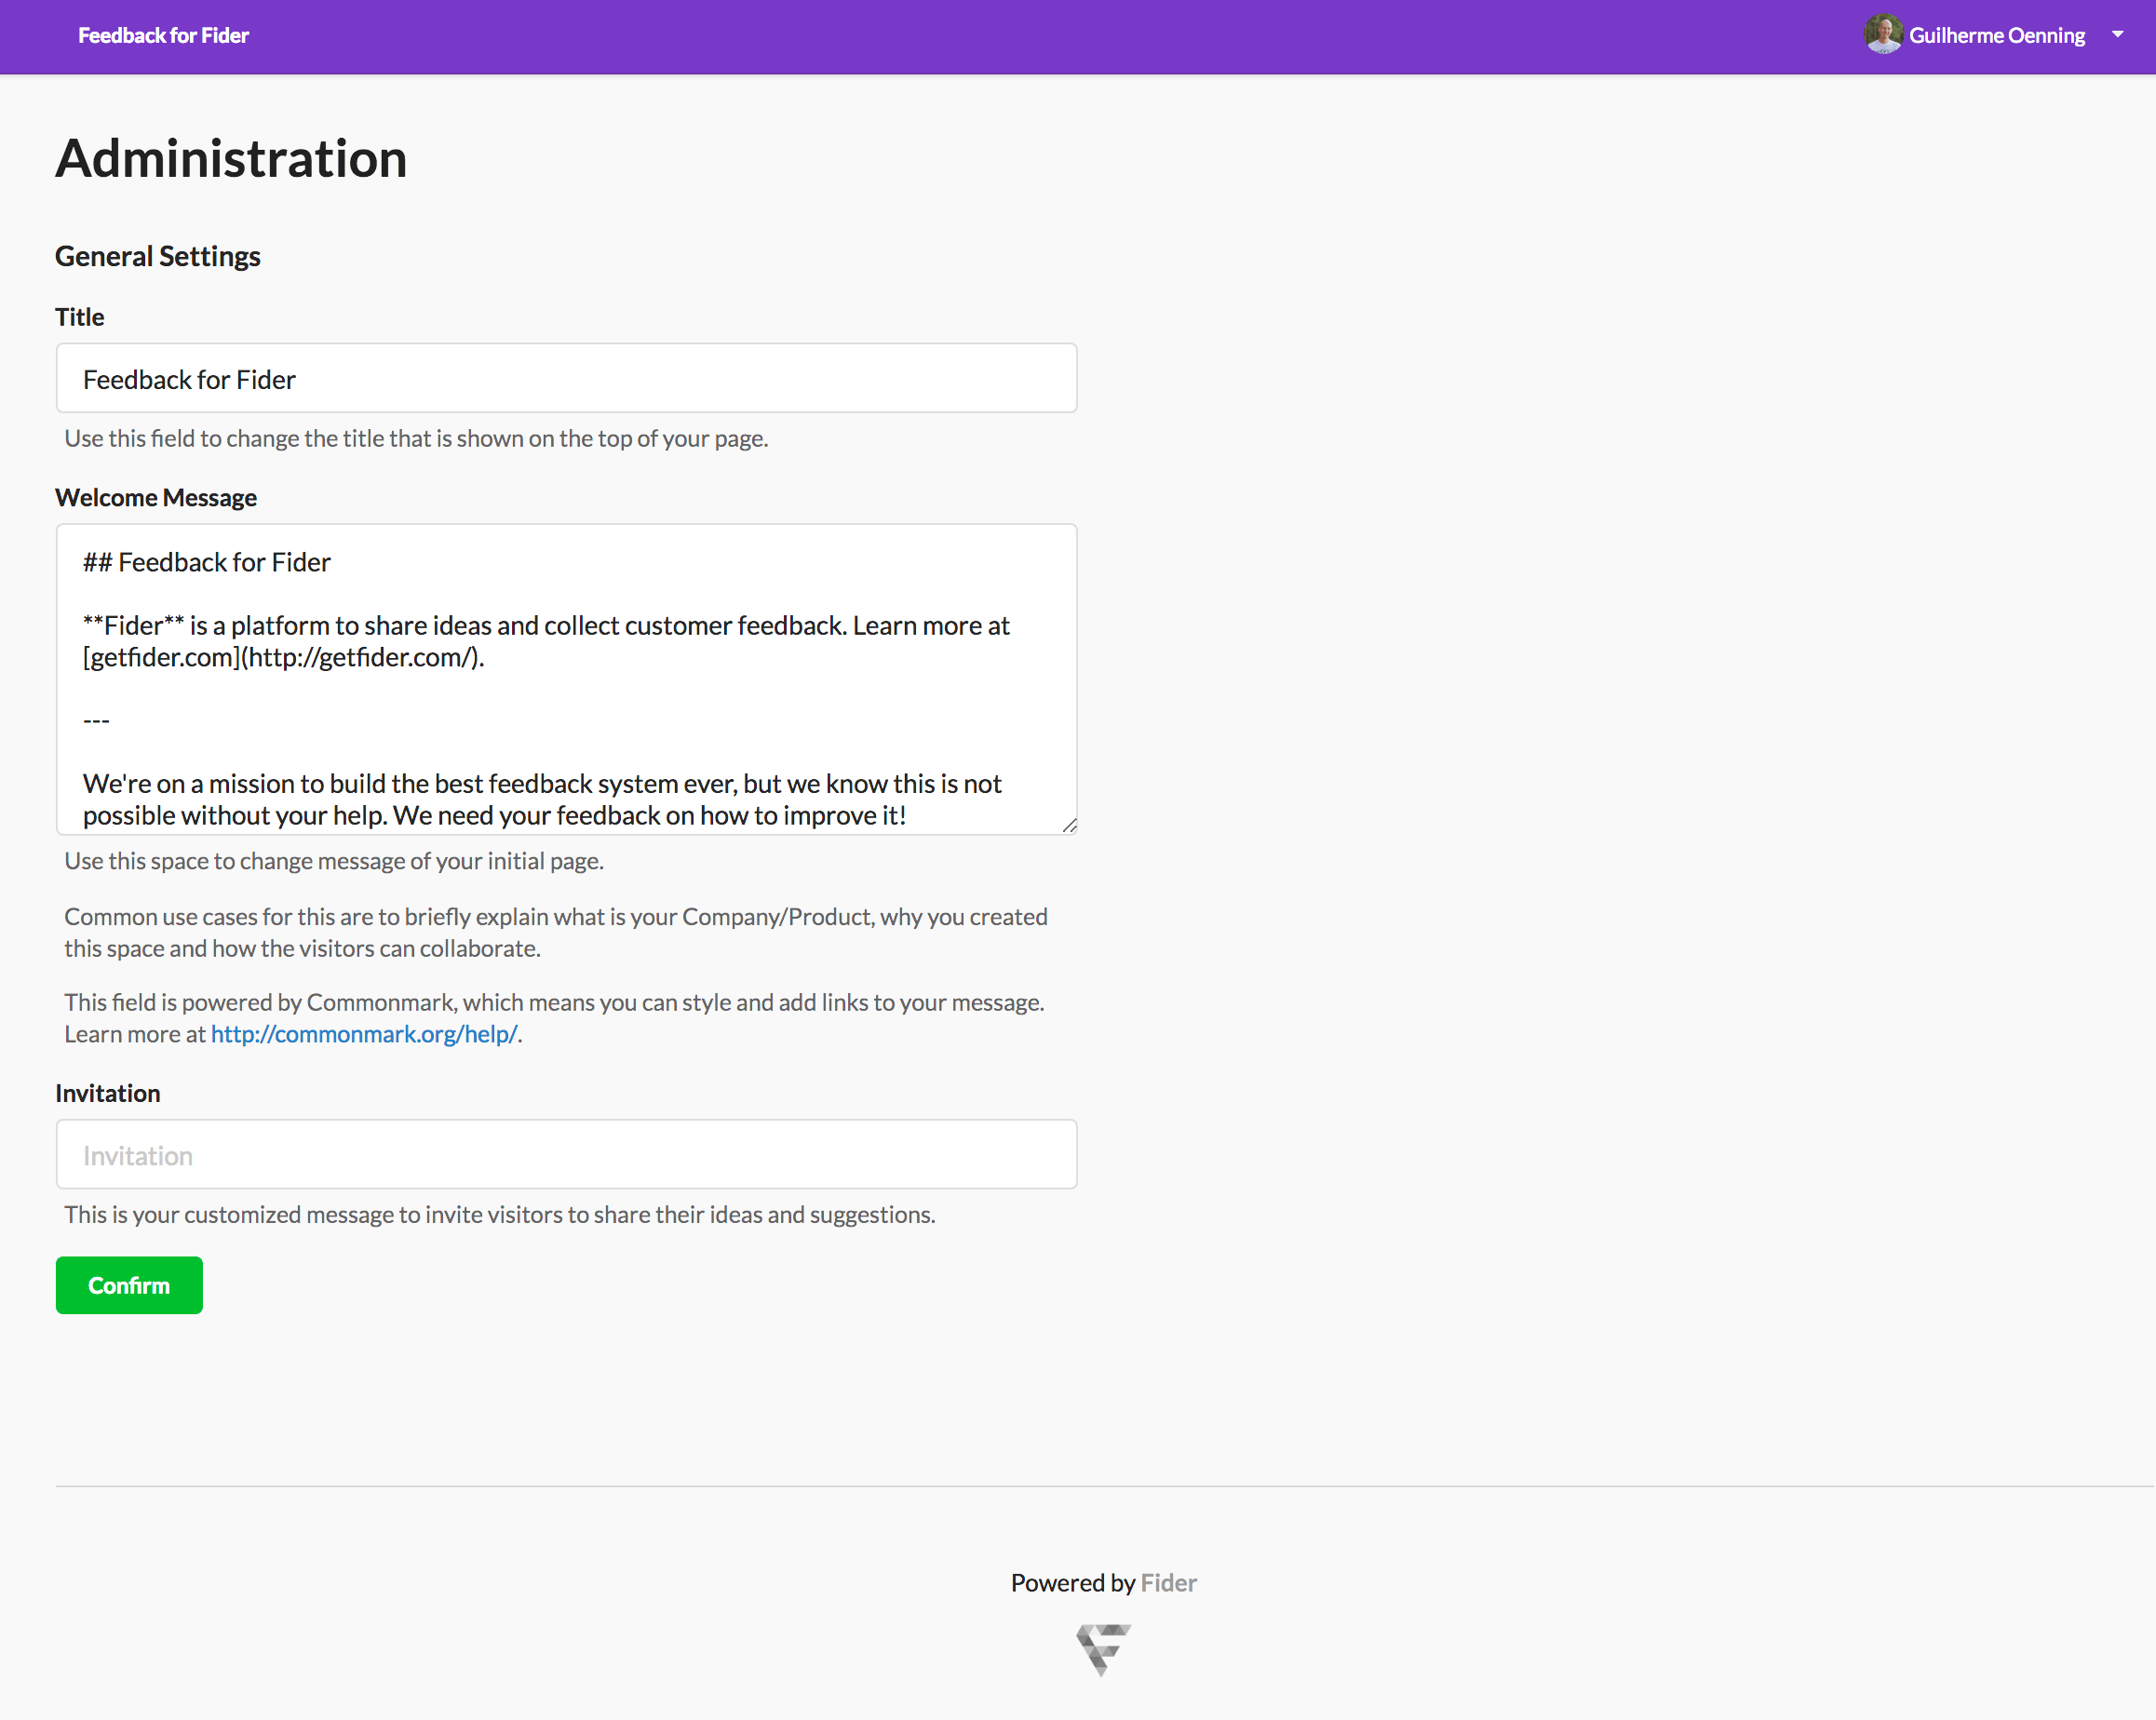 Feedback for Fider
Guilherme Oenning
Administration
General Settings
Title
Feedback for Fider
Use this field to change the title that is shown on the top of your page.
Welcome Message
## Feedback for Fider
**Fider** is a platform to share ideas and collect customer feedback. Learn more at
[getfider.com](http://getfider.com/).
---
We're on a mission to build the best feedback system ever, but we know this is not
possible without your help. We need your feedback on how to improve it!
Use this space to change message of your initial page.
Common use cases for this are to briefly explain what is your Company/Product, why you created
this space and how the visitors can collaborate.
This field is powered by Commonmark, which means you can style and add links to your message.
Learn more at http://commonmark.org/help/.
Invitation
Invitation
This is your customized message to invite visitors to share their ideas and suggestions.
Confirm
Powered by Fider